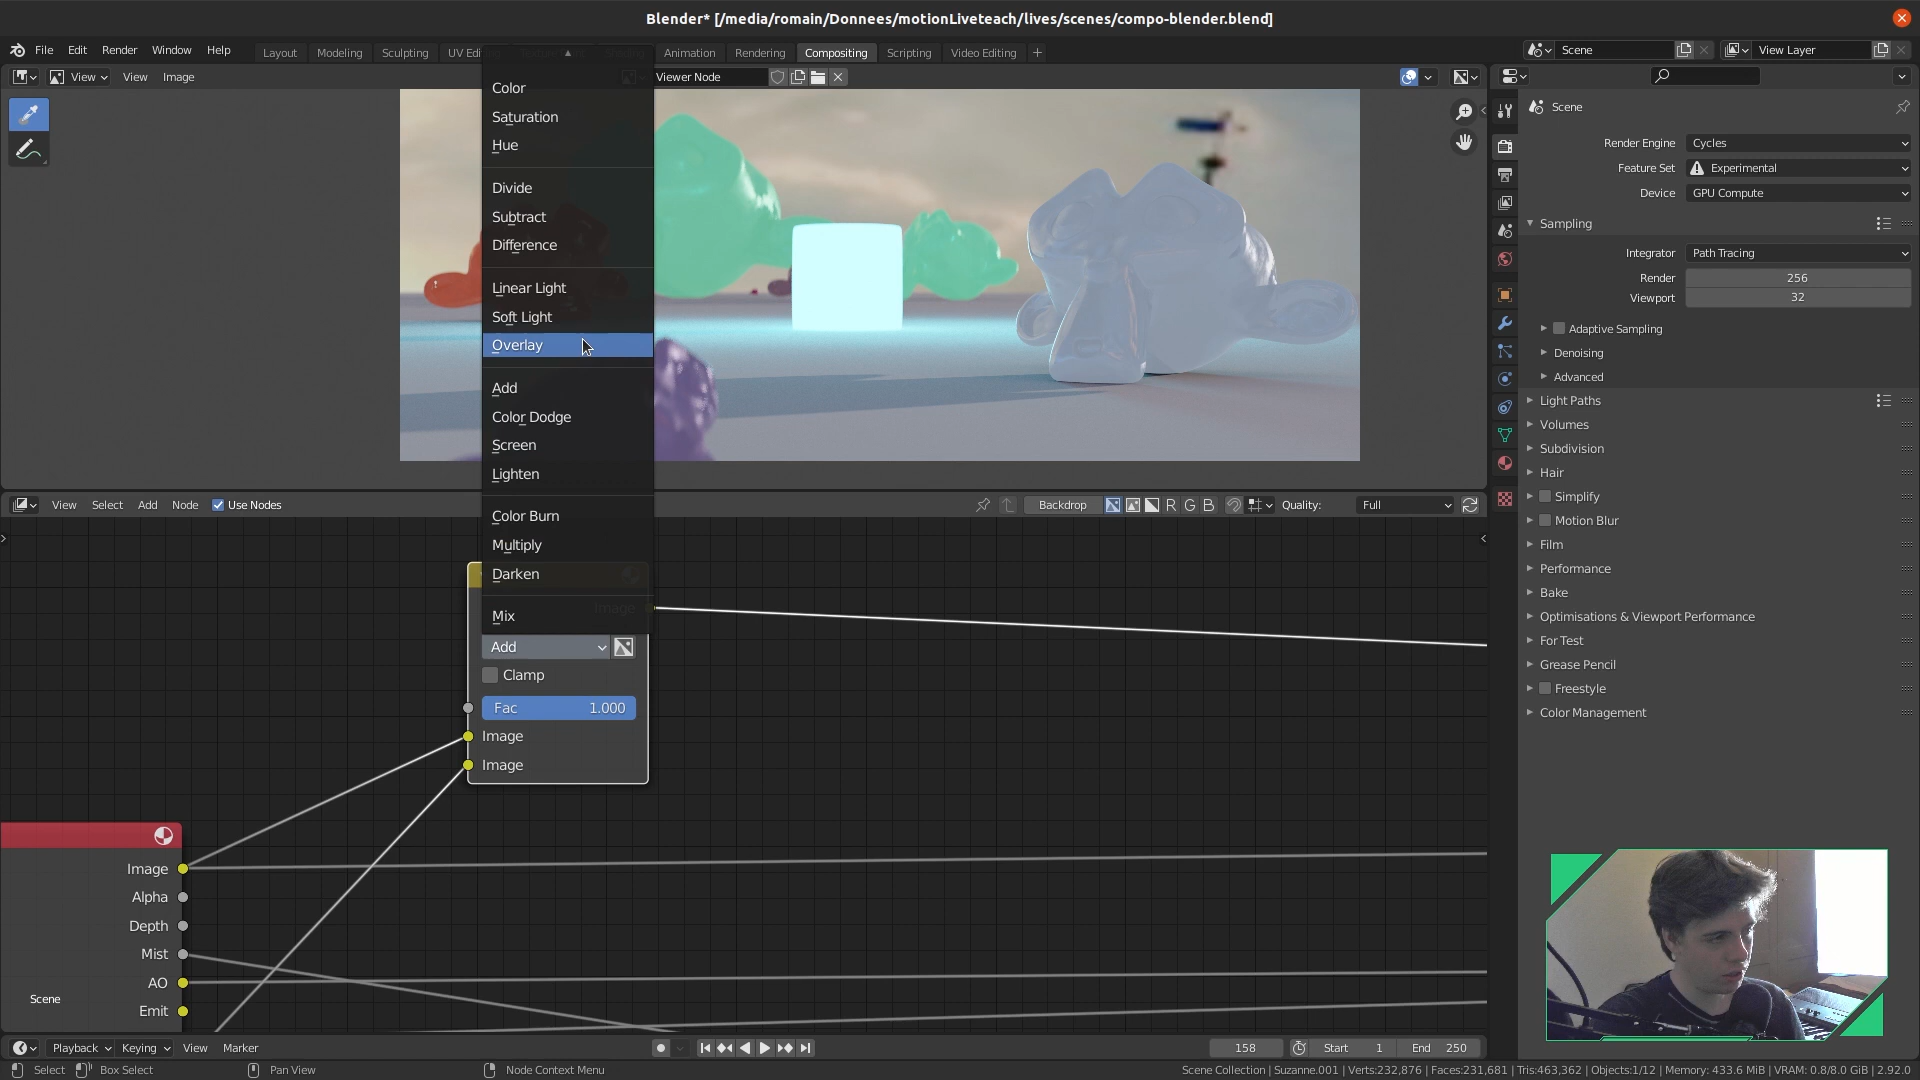 Blender* [/media/romain/Donnees/motionLiveteach/lives/scenes/compo-blender.blend]
File Edit Render Window Help
Layout Modeling Sculpting UV Animation Rendering Compositing Scripting Video Editing +
Scene
View Layer
View View Image
Viewer Node
Color
Saturation
Hue
Divide
Subtract
Difference
Linear Light
Soft Light
Overlay
Add
Color Dodge
Screen
Lighten
Color Burn
Multiply
Darken
Mix
Scene
Render Engine Cycles
Feature Set Experimental
Device GPU Compute
Sampling
Integrator Path Tracing
Render 256
Viewport 32
Adaptive Sampling
Denoising
Advanced
Light Paths
Volumes
Subdivision
Hair
Simplify
Motion Blur
Film
Performance
Bake
Optimisations & Viewport Performance
For Test
Grease Pencil
Freestyle
Color Management
View Select Add Node Use Nodes
Backdrop R G B Quality: Full
Image
Add
Clamp
Fac 1.000
Image
Image
Image
Alpha
Depth
Mist
AO
Emit
Scene
Playback Keying View Marker
158 Start 1 End 250
Select Box Select Pan View Node Context Menu
Scene Collection | Suzanne.001 | Verts:232,876 | Faces:231,681 | Tris:463,362 | Objects:1/12 | Memory: 433.6 MiB | VRAM: 0.8/8.0 GiB | 2.92.0